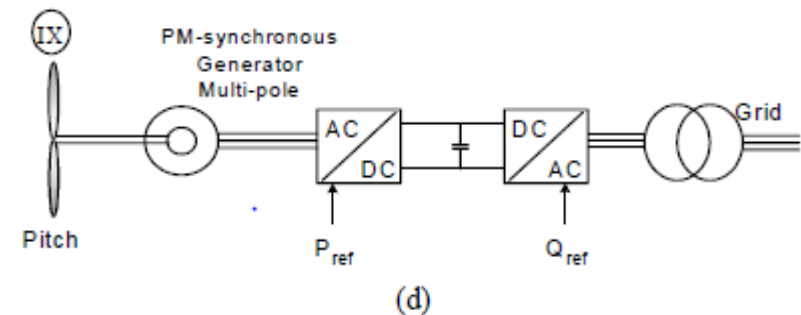 IX
PM-synchronous
Generator
Multi-pole
AC
DC
DC
AC
Grid
Pitch
Pref
Qref
(d)